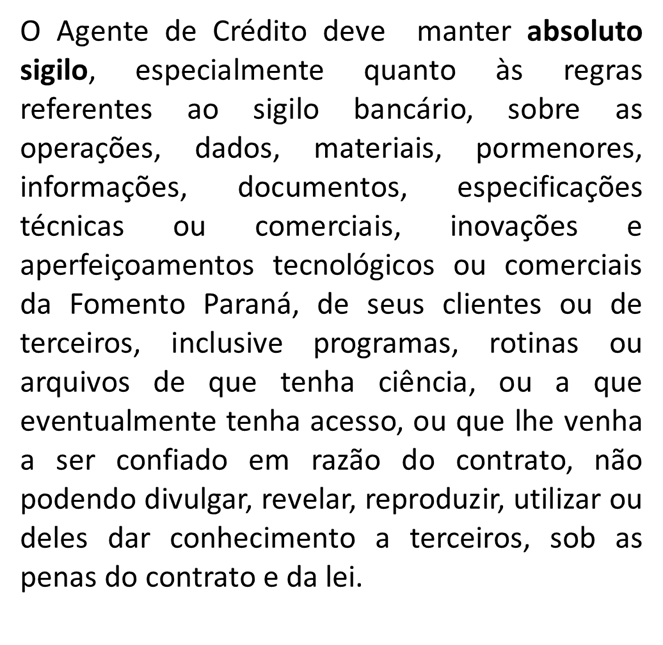 O Agente de Crédito deve manter absoluto
sigilo, especialmente quanto às regras
referentes ao sigilo bancário, sobre as
operações, dados, materiais, pormenores,
informações, documentos, especificações
técnicas ou comerciais, inovações e
aperfeiçoamentos tecnológicos ou comerciais
da Fomento Paraná, de seus clientes ou de
terceiros, inclusive programas, rotinas ou
arquivos de que tenha ciência, ou a que
eventualmente tenha acesso, ou que lhe venha
a ser confiado em razão do contrato, não
podendo divulgar, revelar, reproduzir, utilizar ou
deles dar conhecimento a terceiros, sob as
penas do contrato e da lei.